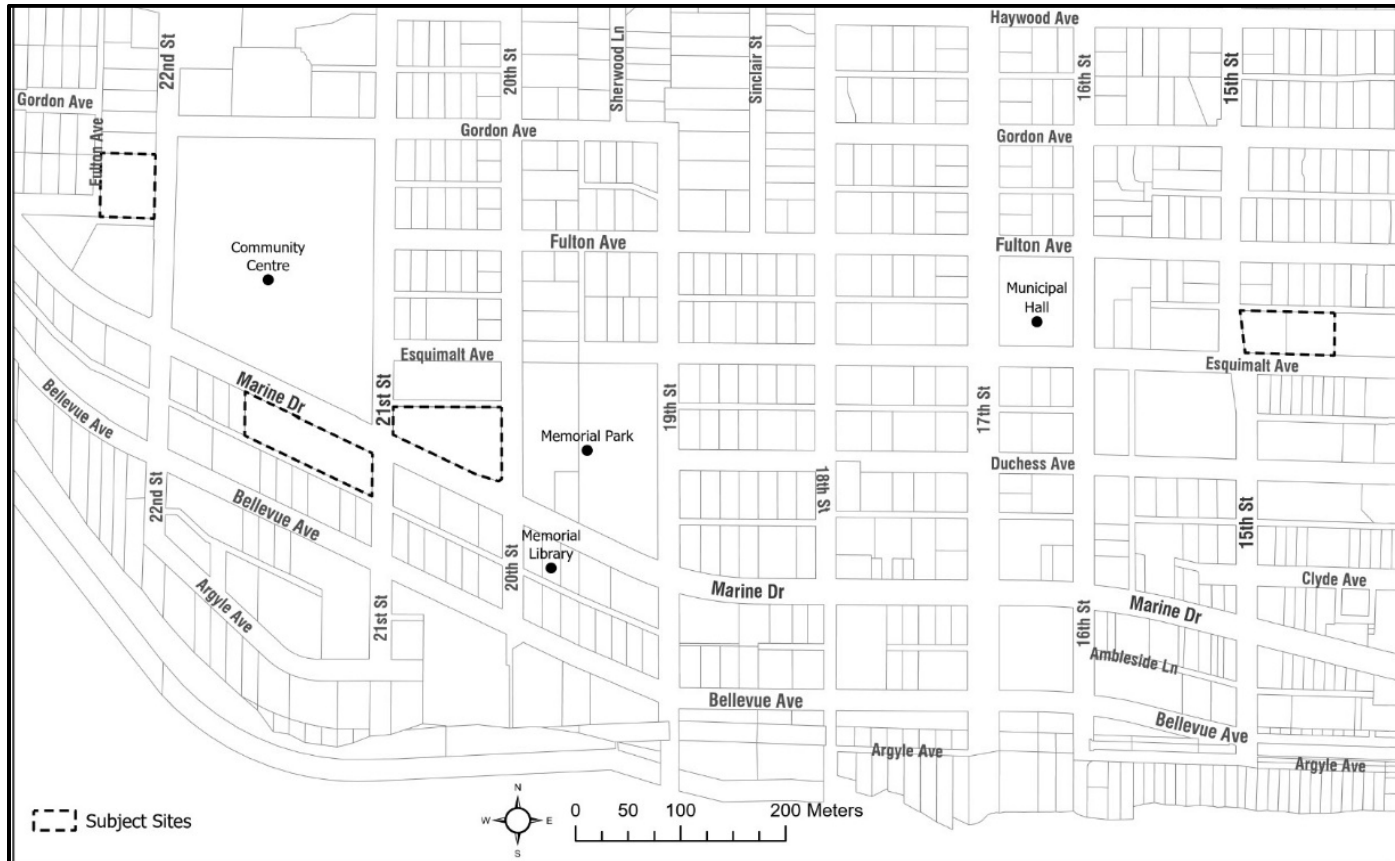 Haywood Ave
22nd St
20th St
Sherwood Ln
Sinclair St
16th St
15th St
Gordon Ave
Gordon Ave
Gordon Ave
Fulton Ave
Community
Centre
Fulton Ave
Fulton Ave
Municipal
Hall
Esquimalt Ave
Esquimalt Ave
Marine Dr
21st St
19th St
17th St
Bellevue Ave
Memorial Park
Duchess Ave
18th St
22nd St
Bellevue Ave
15th St
Memorial
Library
20th St
Clyde Ave
Argyle Ave
21st St
Marine Dr
16th St
Marine Dr
Ambleside Ln
Bellevue Ave
Bellevue Ave
Argyle Ave
Argyle Ave
N
W
E
S
0 50 100 200 Meters
Subject Sites